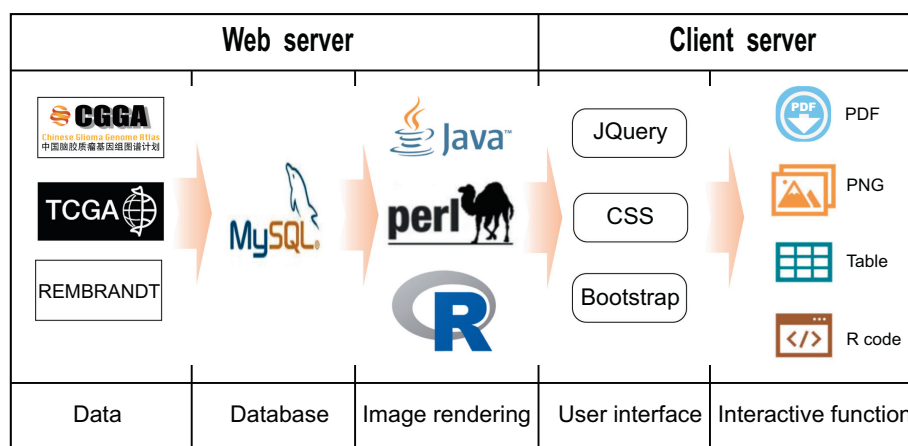 Web server
Client server
CGGA
Chinese Glioma Genome Atlas
中国脑胶质瘤基因组图谱计划
TCGA
REMBRANDT
MySQL®
Java™
perl
R
JQuery
CSS
Bootstrap
PDF
PDF
PNG
Table
</>
R code
Data
Database
Image rendering
User interface
Interactive function